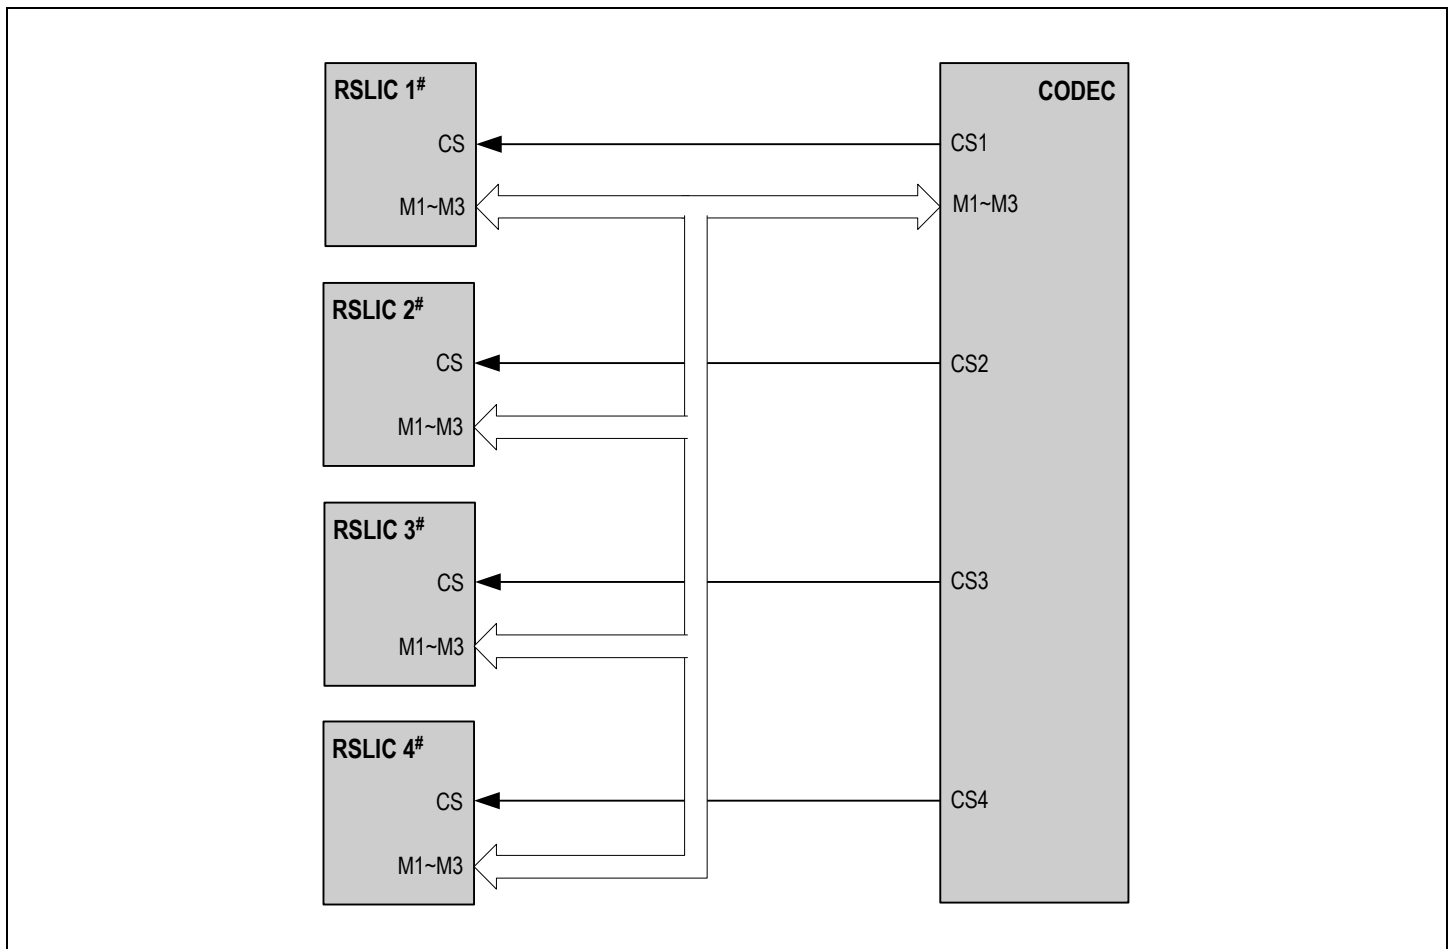 RSLIC 1#
CS
M1~M3
RSLIC 2#
CS
M1~M3
RSLIC 3#
CS
M1~M3
RSLIC 4#
CS
M1~M3
CODEC
CS1
M1~M3
CS2
CS3
CS4